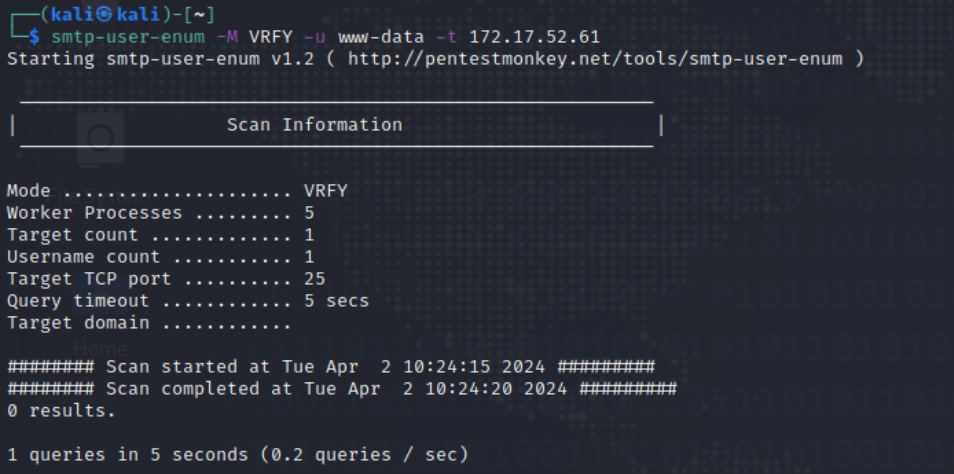 ┌──(kali㉿kali)-[~]
└─$ smtp-user-enum -M VRFY -u www-data -t 172.17.52.61
Starting smtp-user-enum v1.2 ( http://pentestmonkey.net/tools/smtp-user-enum )
| Scan Information |
Mode ..................... VRFY
Worker Processes ......... 5
Target count ............. 1
Username count ........... 1
Target TCP port .......... 25
Query timeout ............ 5 secs
Target domain ............
Home
######## Scan started at Tue Apr  2 10:24:15 2024 #########
######## Scan completed at Tue Apr  2 10:24:20 2024 #########
0 results.
1 queries in 5 seconds (0.2 queries / sec)